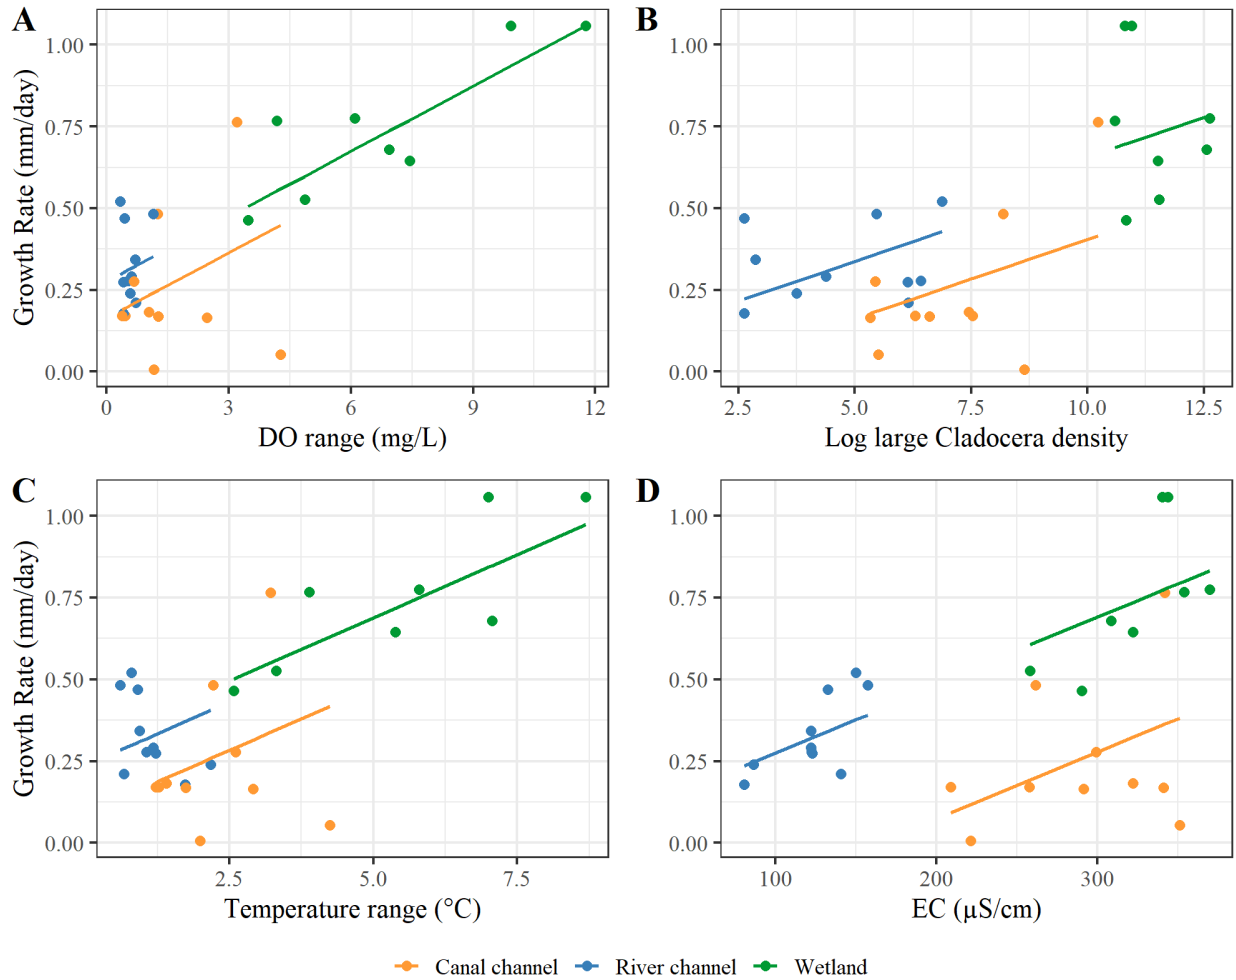 A
B
Growth Rate (mm/day)
1.00
0.75
0.50
0.25
0.00
0
3
6
9
12
DO range (mg/L)
1.00
0.75
0.50
0.25
0.00
2.5
5.0
7.5
10.0
12.5
Log large Cladocera density
C
D
Growth Rate (mm/day)
1.00
0.75
0.50
0.25
0.00
2.5
5.0
7.5
Temperature range (°C)
1.00
0.75
0.50
0.25
0.00
100
200
300
EC (µS/cm)
Canal channel
River channel
Wetland